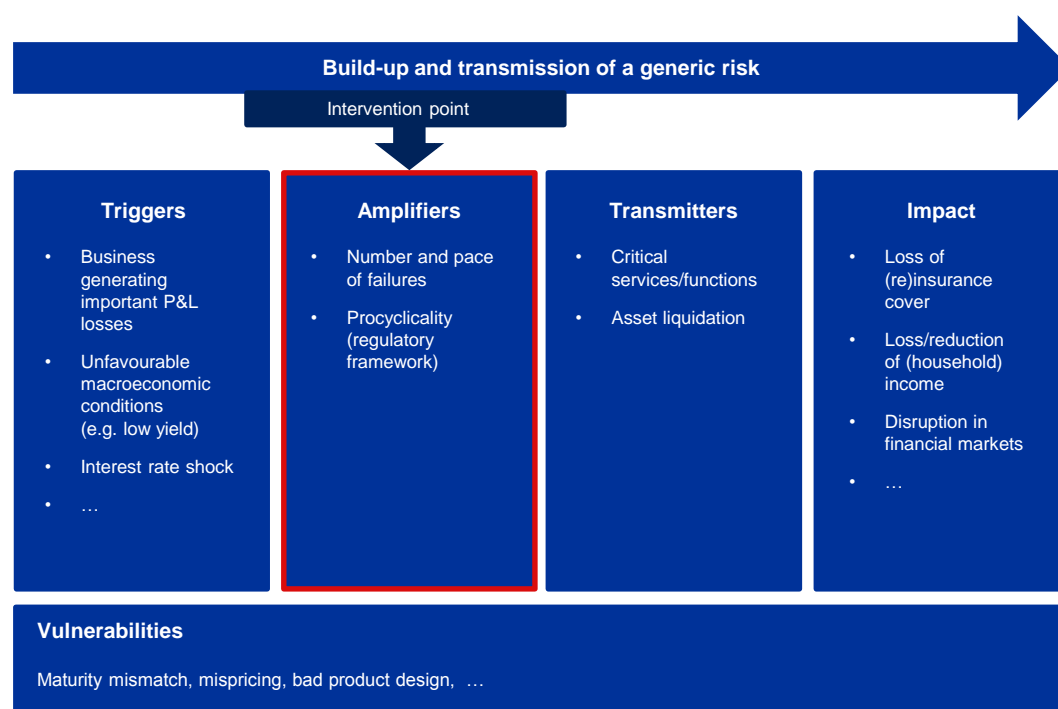 Build-up and transmission of a generic risk
Intervention point
Triggers
• Business
generating
important P&L
losses
• Unfavourable
macroeconomic
conditions
(e.g. low yield)
• Interest rate shock
• …
Amplifiers
• Number and pace
of failures
• Procyclicality
(regulatory
framework)
Transmitters
• Critical
services/functions
• Asset liquidation
Impact
• Loss of
(re)insurance
cover
• Loss/reduction
of (household)
income
• Disruption in
financial markets
• …
Vulnerabilities
Maturity mismatch, mispricing, bad product design, …